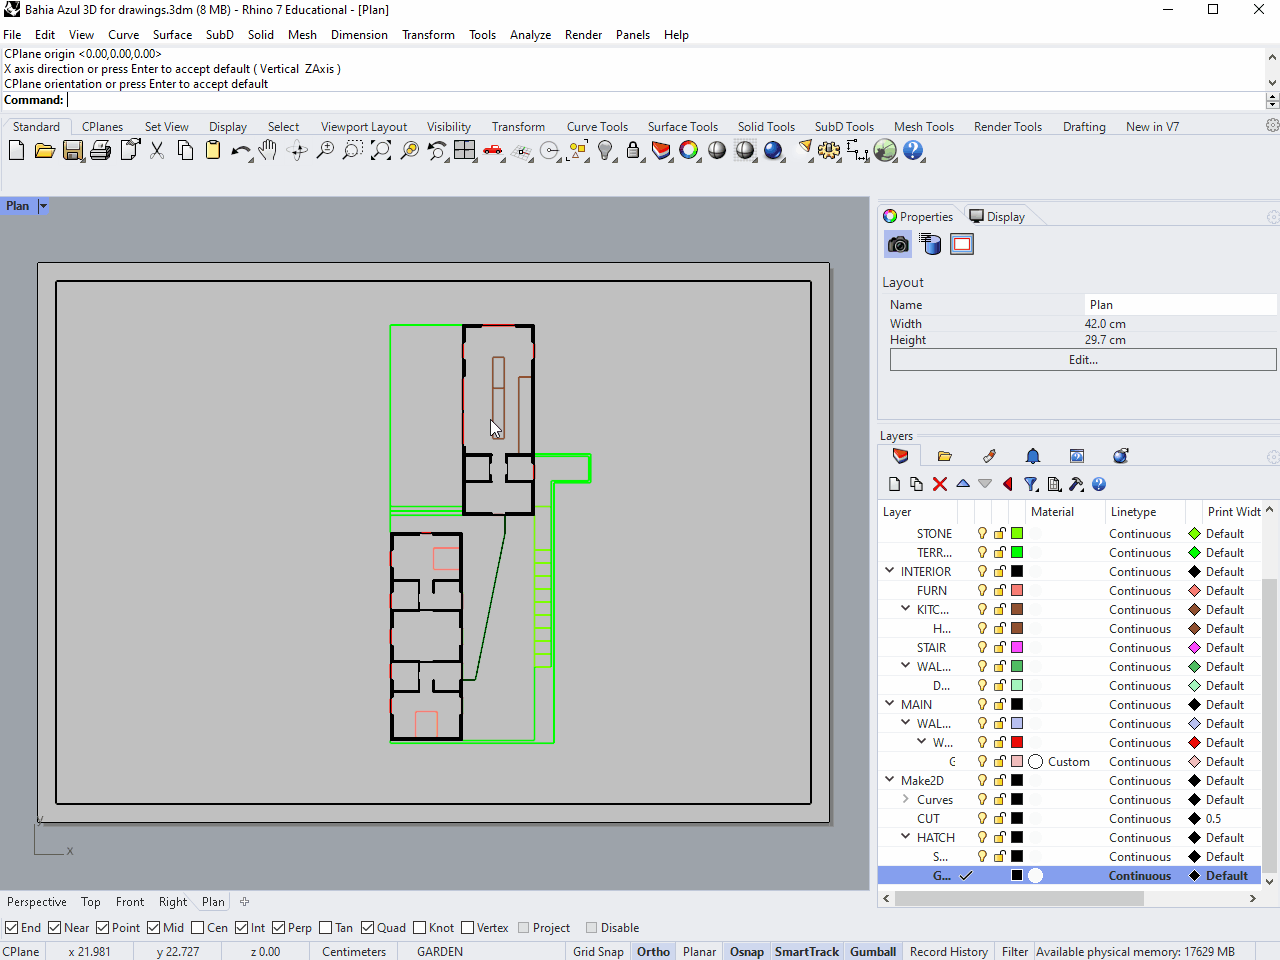 Bahia Azul 3D for drawings.3dm (8 MB) - Rhino 7 Educational - [Plan]
File Edit View Curve Surface SubD Solid Mesh Dimension Transform Tools Analyze Render Panels Help
CPlane origin <0.00,0.00,0.00>
X axis direction or press Enter to accept default ( Vertical ZAxis )
CPlane orientation or press Enter to accept default
Command:
Standard CPlanes Set View Display Select Viewport Layout Visibility Transform Curve Tools Surface Tools Solid Tools SubD Tools Mesh Tools Render Tools Drafting New in V7
Plan
Properties Display
Layout
Name Plan
Width 42.0 cm
Height 29.7 cm
Edit...
Layers
Layer Material Linetype Print Widt
STONE Continuous Default
TERR... Continuous Default
INTERIOR Continuous Default
FURN Continuous Default
KITC... Continuous Default
H... Continuous Default
STAIR Continuous Default
WAL... Continuous Default
D... Continuous Default
MAIN Continuous Default
WAL... Continuous Default
W... Continuous Default
G Custom Continuous Default
Make2D Continuous Default
Curves Continuous Default
CUT Continuous 0.5
HATCH Continuous Default
S... Continuous Default
G... Continuous Default
y
x
Perspective Top Front Right Plan
End Near Point Mid Cen Int Perp Tan Quad Knot Vertex Project Disable
CPlane x 21.981 y 22.727 z 0.00 Centimeters GARDEN Grid Snap Ortho Planar Osnap SmartTrack Gumball Record History Filter Available physical memory: 17629 MB